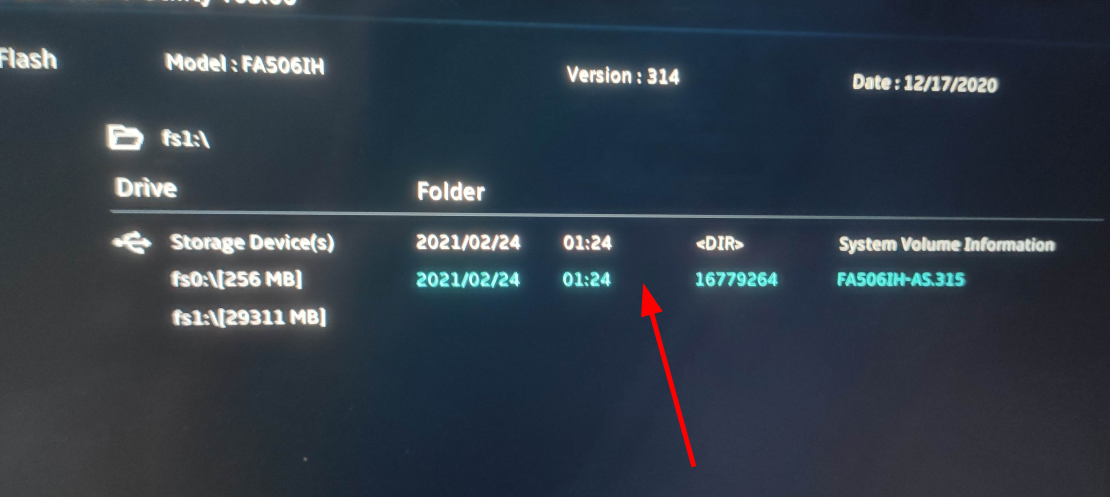 Flash
Model : FA506IH
Version : 314
Date : 12/17/2020
fs1:\
Drive
Folder
Storage Device(s) 2021/02/24 01:24 <DIR> System Volume Information
fs0:\[256 MB] 2021/02/24 01:24 16779264 FA506IH-AS.315
fs1:\[29311 MB]